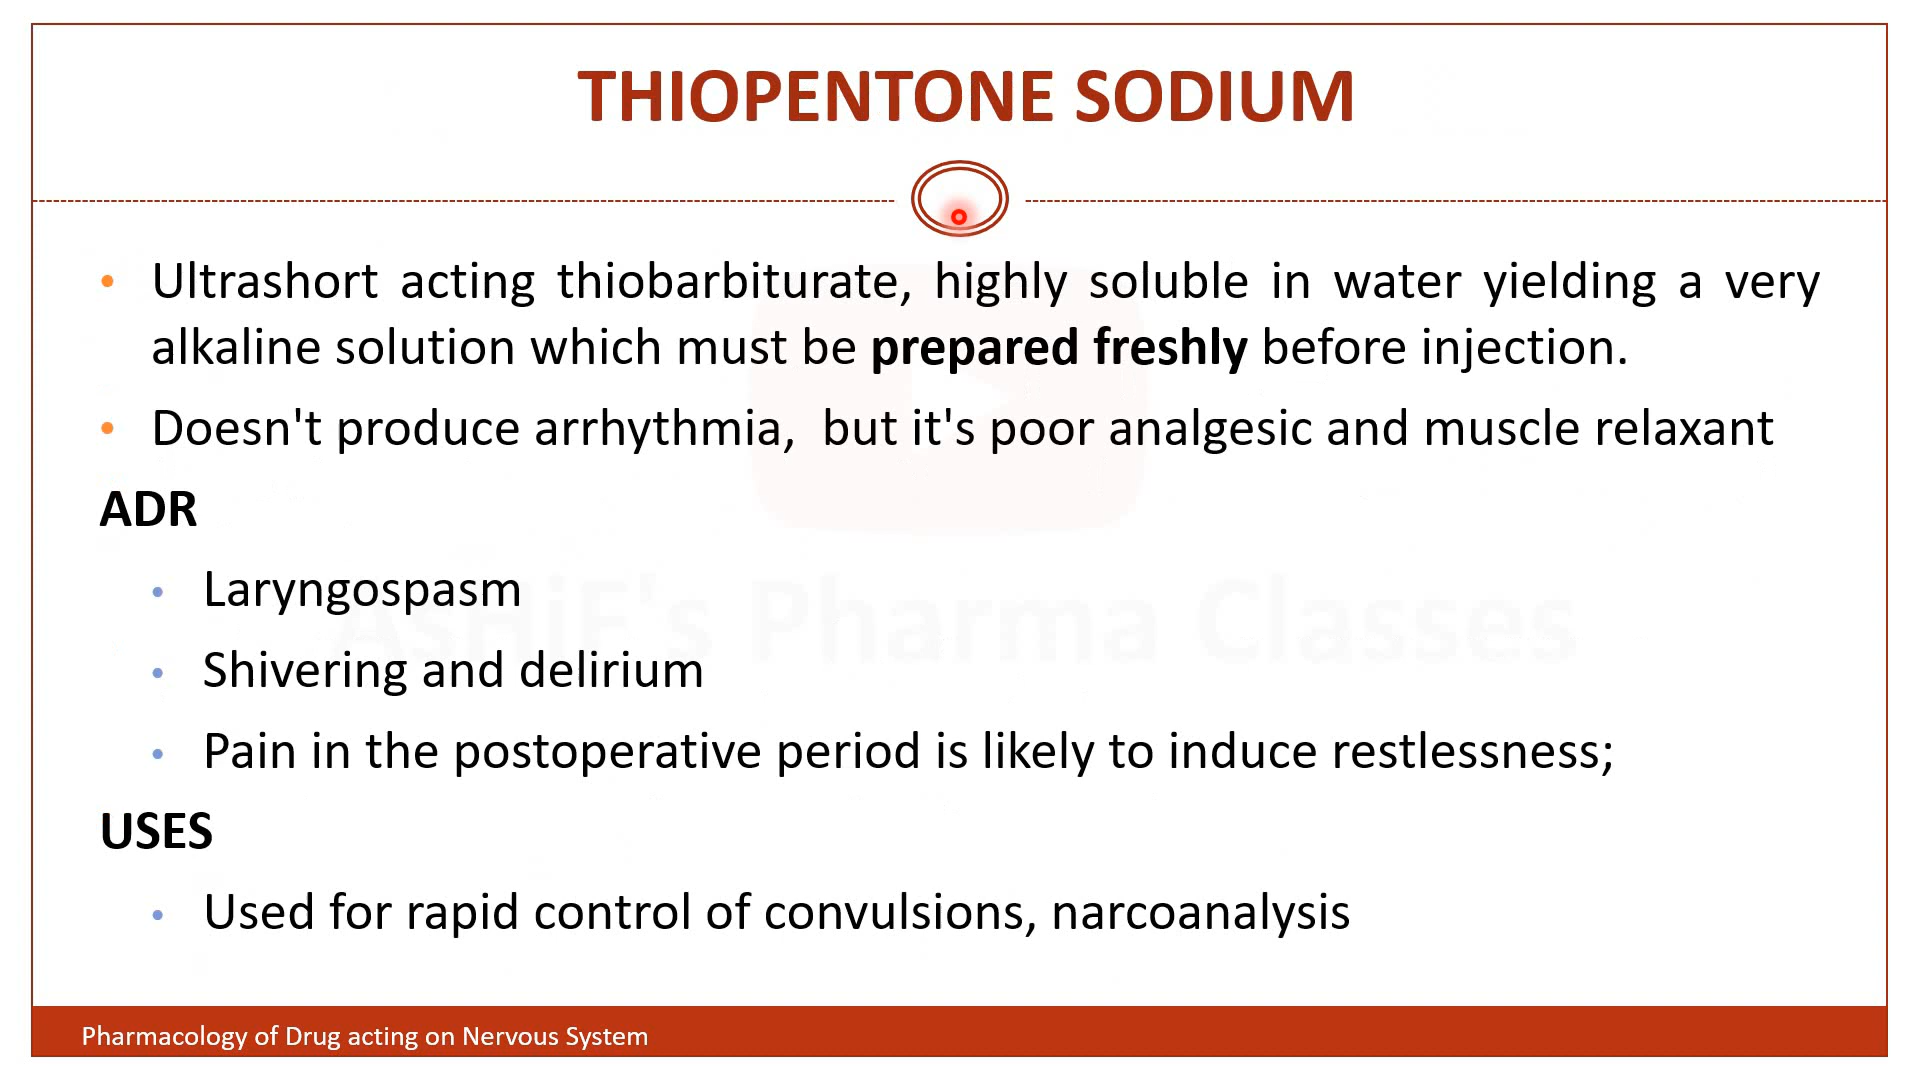 THIOPENTONE SODIUM
• Ultrashort acting thiobarbiturate, highly soluble in water yielding a very
alkaline solution which must be prepared freshly before injection.
• Doesn't produce arrhythmia,  but it's poor analgesic and muscle relaxant
ADR
• Laryngospasm
• Shivering and delirium
• Pain in the postoperative period is likely to induce restlessness;
USES
• Used for rapid control of convulsions, narcoanalysis
AsHiF's Pharma Classes
Pharmacology of Drug acting on Nervous System